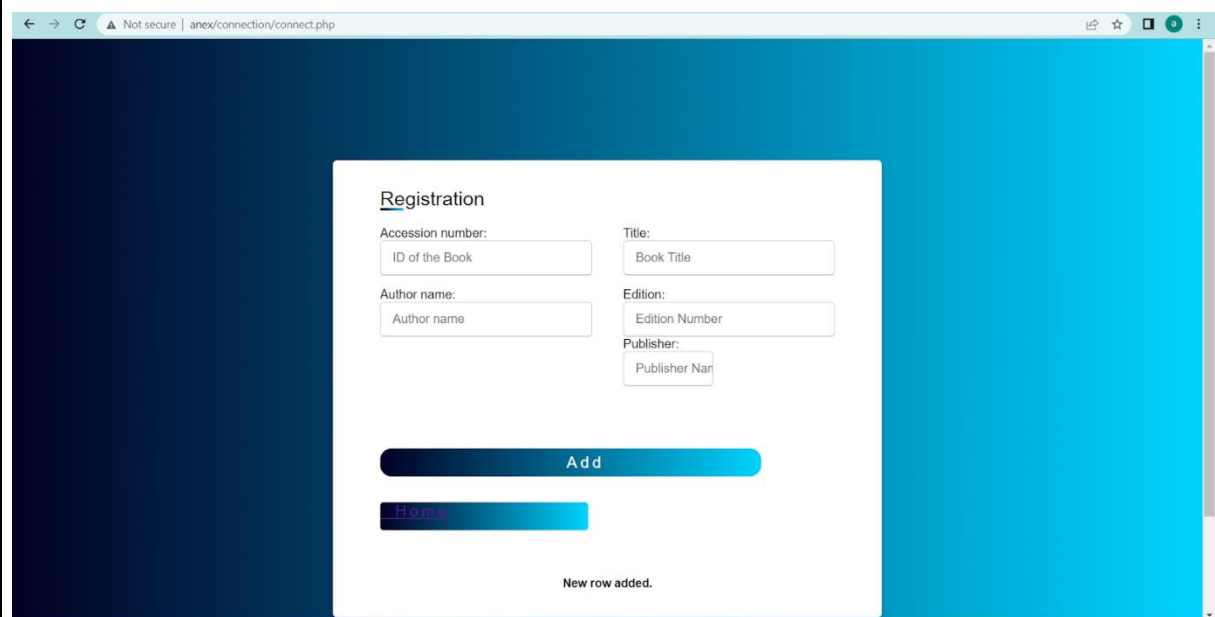 Not secure | anex/connection/connect.php
a
Registration
Accession number:
ID of the Book
Title:
Book Title
Author name:
Author name
Edition:
Edition Number
Publisher:
Publisher Nar
Add
Home
New row added.